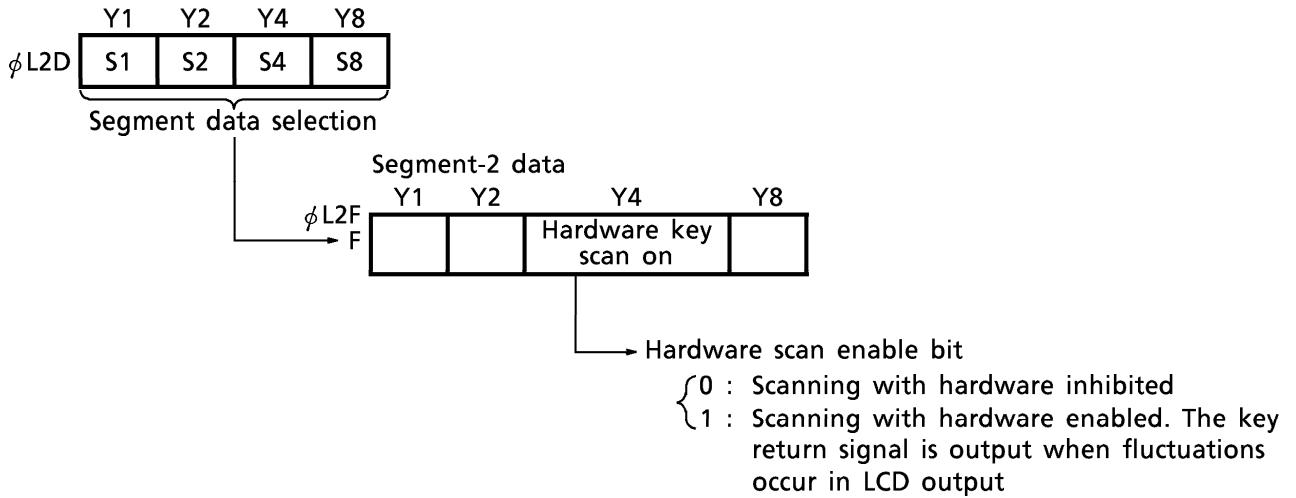 Y1 Y2 Y4 Y8
ϕL2D S1 S2 S4 S8
Segment data selection
Segment-2 data
Y1 Y2 Y4 Y8
ϕL2F
F Hardware key
scan on
Hardware scan enable bit
0 : Scanning with hardware inhibited
1 : Scanning with hardware enabled. The key
return signal is output when fluctuations
occur in LCD output